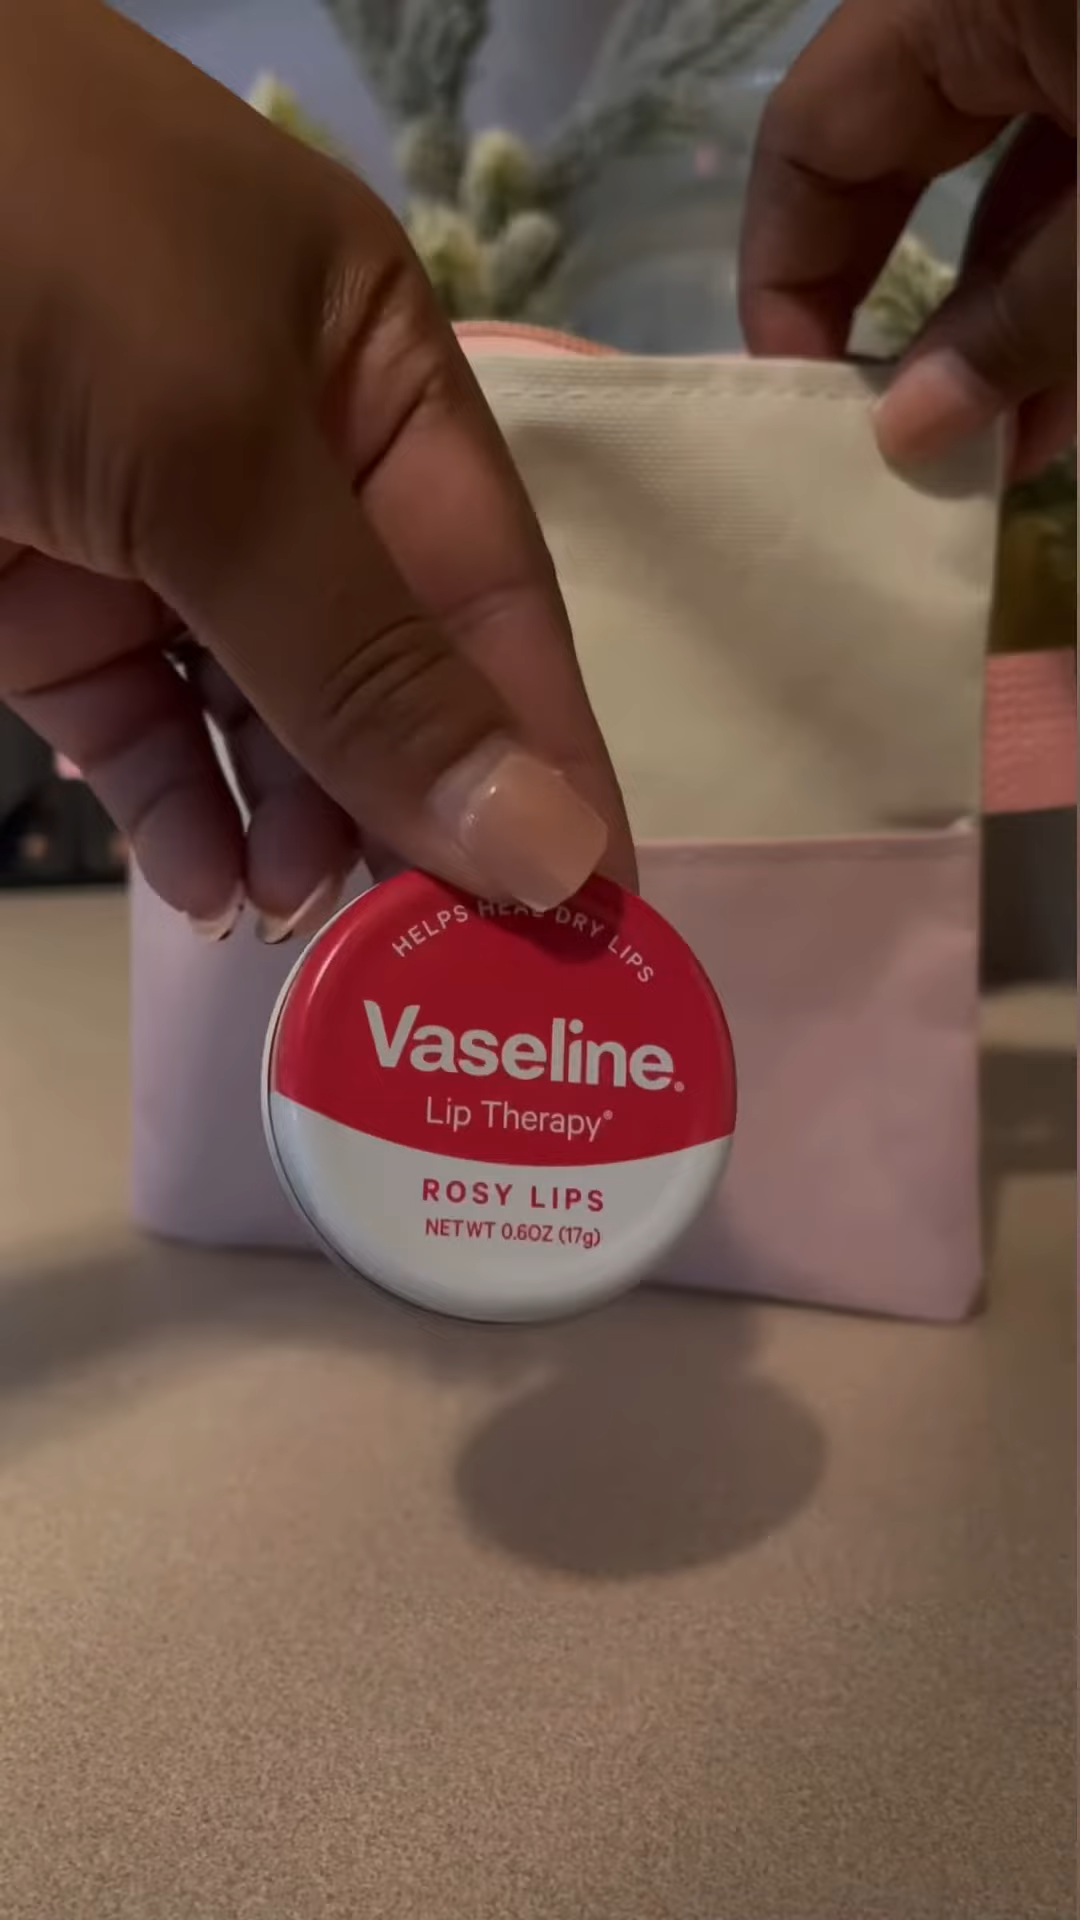 HELPS HEAL DRY LIPS
Vaseline.
Lip Therapy®
ROSY LIPS
NET WT 0.6OZ (17g)